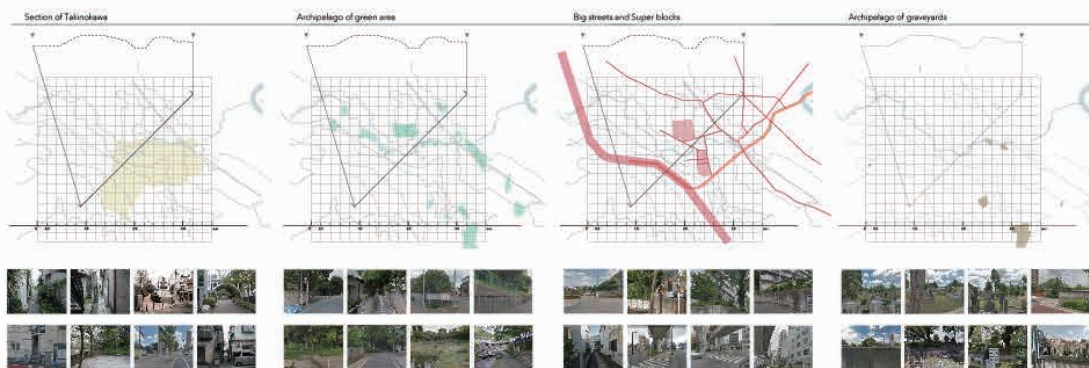 Section of Takinokawa
Archipelago of green area
Big streets and Super blocks
Archipelago of graveyards